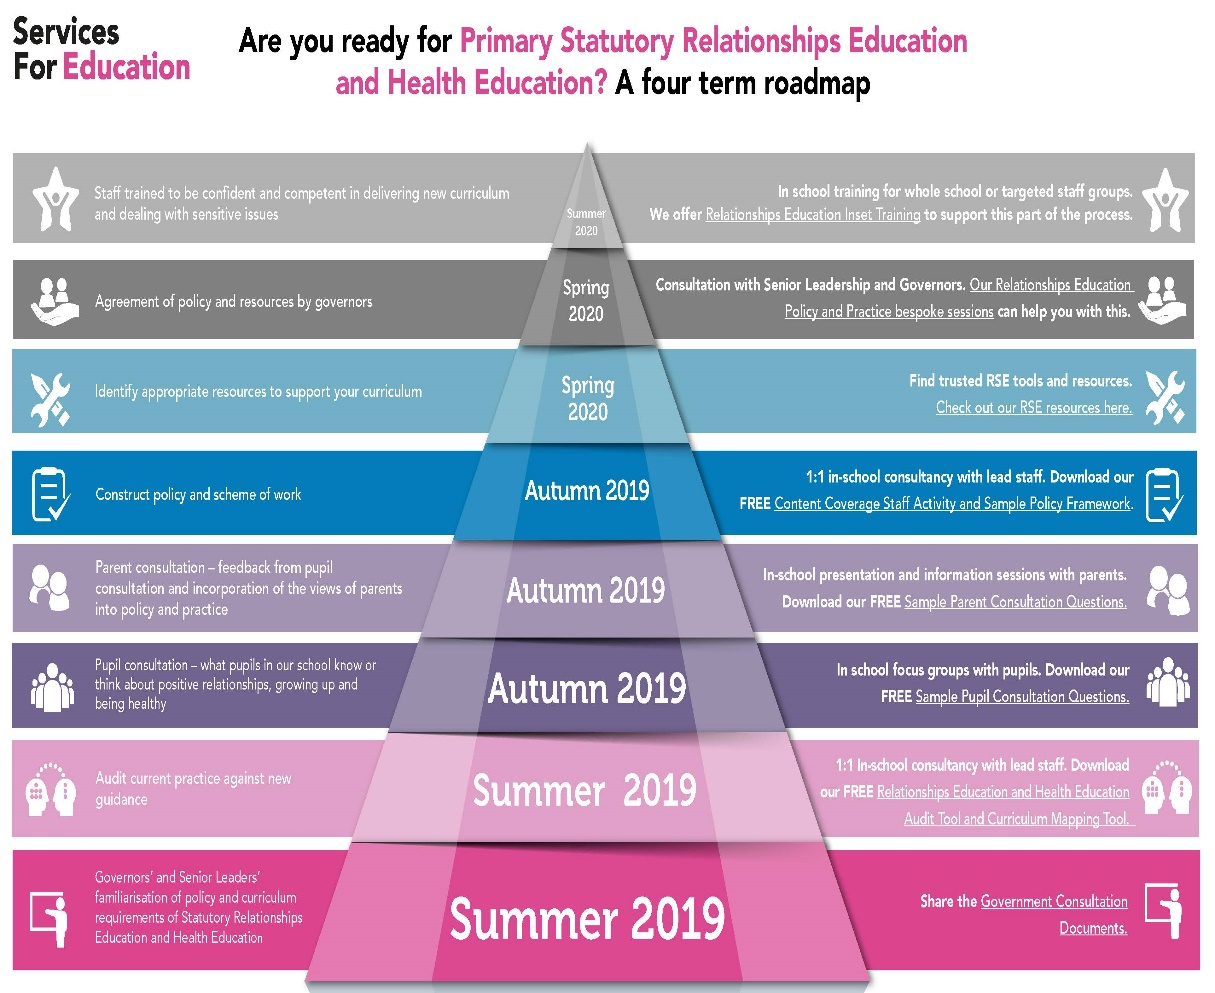 Services
For Education
Are you ready for Primary Statutory Relationships Education
and Health Education? A four term roadmap
Staff trained to be confident and competent in delivering new curriculum
and dealing with sensitive issues
Summer
2020
In school training for whole school or targeted staff groups.
We offer Relationships Education Inset Training to support this part of the process.
Agreement of policy and resources by governors
Spring
2020
Consultation with Senior Leadership and Governors. Our Relationships Education
Policy and Practice bespoke sessions can help you with this.
Identify appropriate resources to support your curriculum
Spring
2020
Find trusted RSE tools and resources.
Check out our RSE resources here.
Construct policy and scheme of work
Autumn 2019
1:1 in-school consultancy with lead staff. Download our
FREE Content Coverage Staff Activity and Sample Policy Framework.
Parent consultation – feedback from pupil
consultation and incorporation of the views of parents
into policy and practice
Autumn 2019
In-school presentation and information sessions with parents.
Download our FREE Sample Parent Consultation Questions.
Pupil consultation – what pupils in our school know or
think about positive relationships, growing up and
being healthy
Autumn 2019
In school focus groups with pupils. Download our
FREE Sample Pupil Consultation Questions.
Audit current practice against new
guidance
Summer 2019
1:1 In-school consultancy with lead staff. Download
our FREE Relationships Education and Health Education
Audit Tool and Curriculum Mapping Tool.
Governors' and Senior Leaders'
familiarisation of policy and curriculum
requirements of Statutory Relationships
Education and Health Education
Summer 2019
Share the Government Consultation
Documents.